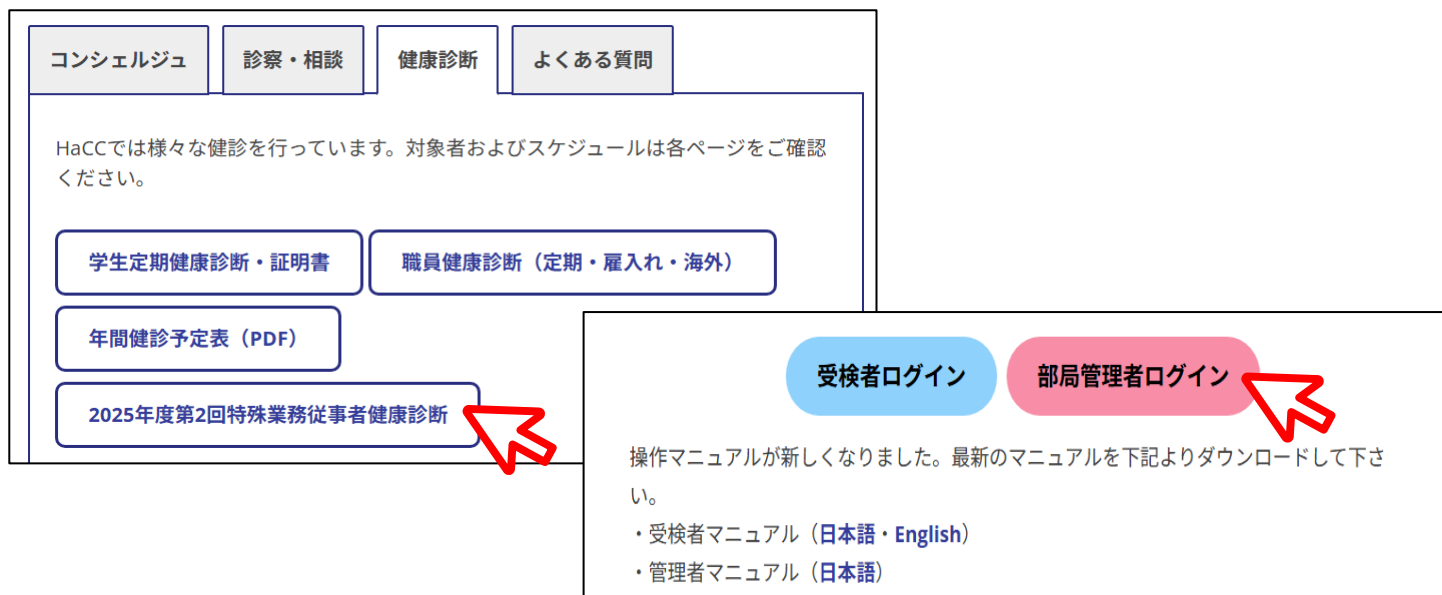 コンシェルジュ
診察・相談
健康診断
よくある質問
HaCCでは様々な健診を行っています。対象者およびスケジュールは各ページをご確認
ください。
学生定期健康診断・証明書
職員健康診断（定期・雇入れ・海外）
年間健診予定表（PDF）
2025年度第2回特殊業務従事者健康診断
受検者ログイン
部局管理者ログイン
操作マニュアルが新しくなりました。最新のマニュアルを下記よりダウンロードして下さ
い。
・受検者マニュアル（日本語・English）
・管理者マニュアル（日本語）